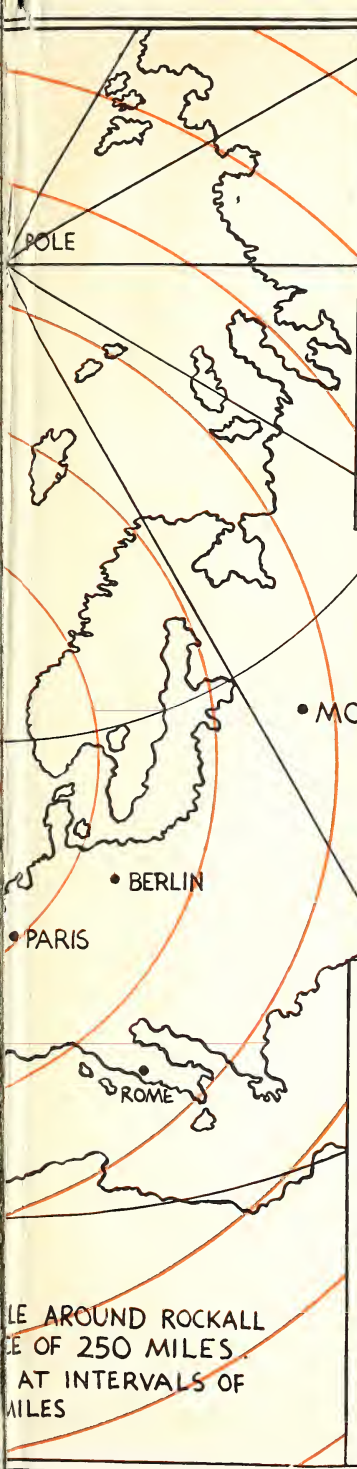 POLE
MO
BERLIN
PARIS
ROME
LE AROUND ROCKALL
E OF 250 MILES.
AT INTERVALS OF
MILES